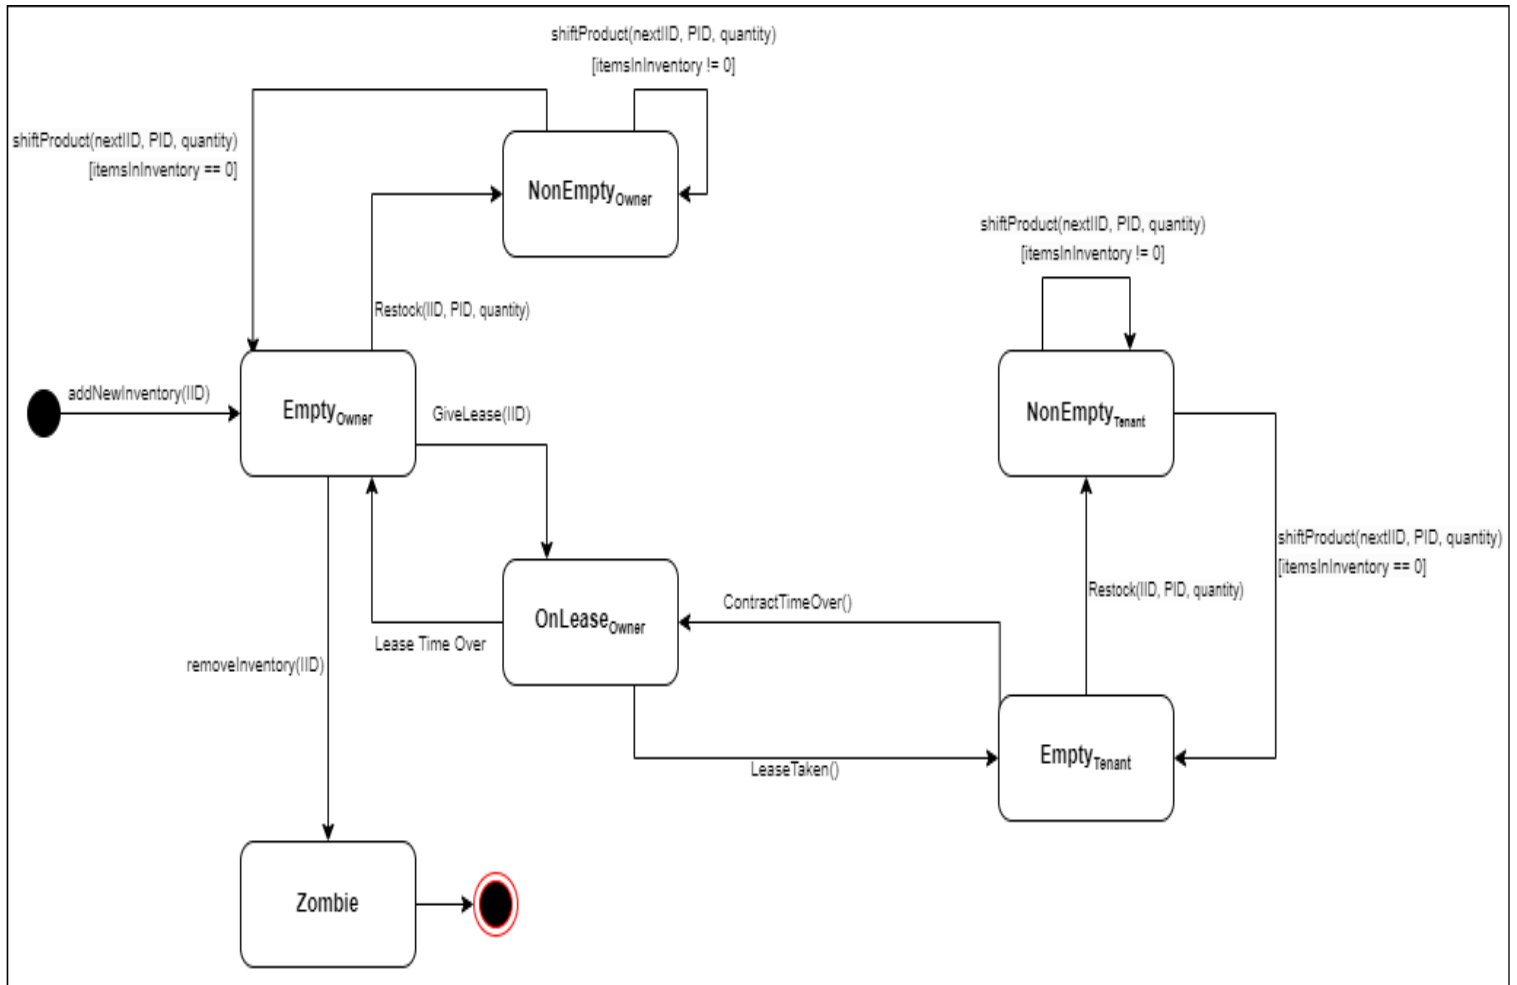 shiftProduct(nextIID, PID, quantity)
[itemsInInventory != 0]
shiftProduct(nextIID, PID, quantity)
[itemsInInventory == 0]
NonEmptyOwner
shiftProduct(nextIID, PID, quantity)
[itemsInInventory != 0]
Restock(IID, PID, quantity)
addNewInventory(IID)
EmptyOwner
GiveLease(IID)
NonEmptyTenant
shiftProduct(nextIID, PID, quantity)
[itemsInInventory == 0]
Restock(IID, PID, quantity)
ContractTimeOver()
OnLeaseOwner
Lease Time Over
removeInventory(IID)
EmptyTenant
LeaseTaken()
Zombie